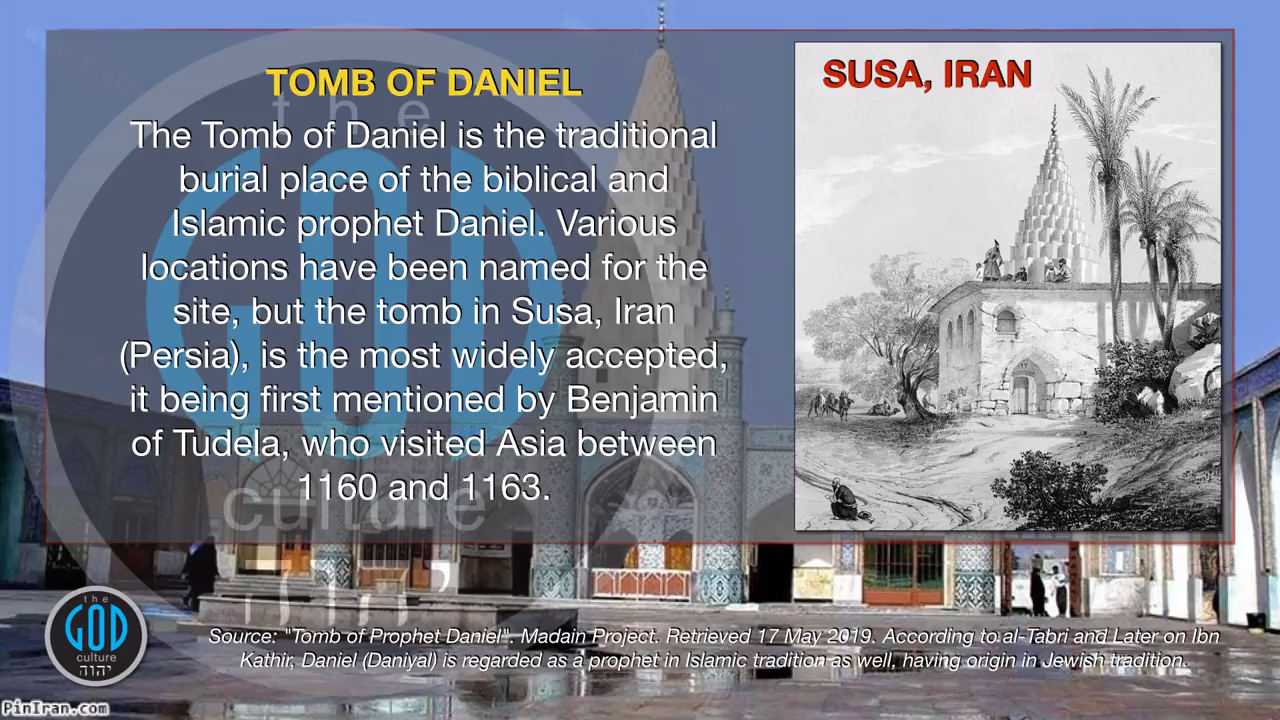 TOMB OF DANIEL
The Tomb of Daniel is the traditional
burial place of the biblical and
Islamic prophet Daniel. Various
locations have been named for the
site, but the tomb in Susa, Iran
(Persia), is the most widely accepted,
it being first mentioned by Benjamin
of Tudela, who visited Asia between
1160 and 1163.
SUSA, IRAN
the
GOD
culture
יהוה
the
GOD
culture
יהוה
Source: "Tomb of Prophet Daniel". Madain Project. Retrieved 17 May 2019. According to al-Tabri and Later on Ibn
Kathir, Daniel (Daniyal) is regarded as a prophet in Islamic tradition as well, having origin in Jewish tradition.
PinIran.com